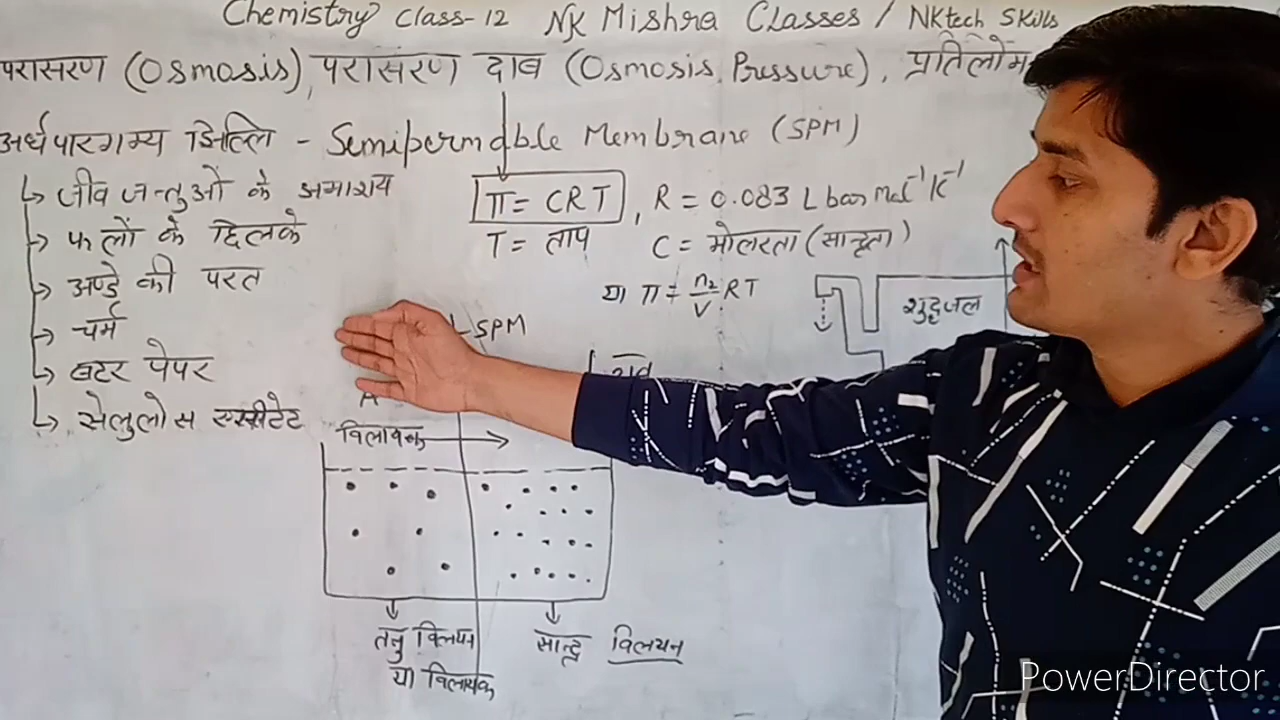 Chemistry Class-12 NK Mishra Classes / NKtech Skills
परासरण (Osmosis), परासरण दाब (Osmosis Pressure), प्रतिलोम
अर्धपारगम्य झिल्लि - Semipermeable Membrane (SPM)
जीव जन्तुओं के अमाशय
फलों के छिलके
अण्डे की परत
चर्म
बटर पेपर
सेलुलोस एसीटेट
π = CRT, R = 0.083 L bar mol⁻¹ K⁻¹
T = ताप C = मोलरता (सान्द्रता)
या π = n₂/V RT
शुद्धजल
SPM
दाब
A
विलायक
तनु विलयन
या विलायक
सान्द्र विलयन
PowerDirector